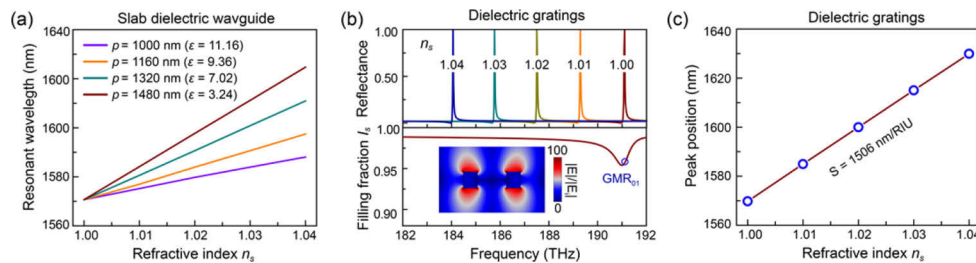 (a)
Slab dielectric wavguide
Resonant wavelegth (nm)
1640
1620
1600
1580
1560
p = 1000 nm (ε = 11.16)
p = 1160 nm (ε = 9.36)
p = 1320 nm (ε = 7.02)
p = 1480 nm (ε = 3.24)
1.00 1.01 1.02 1.03 1.04
Refractive index ns
(b)
Dielectric gratings
Filling fraction Is Reflectance
1.00
0.50
0.00
1.00
0.95
0.90
ns
1.04 1.03 1.02 1.01 1.00
100
0
|E|/|Ei|
GMR01
182 184 186 188 190 192
Frequency (THz)
(c)
Dielectric gratings
Peak position (nm)
1640
1620
1600
1580
1560
S = 1506 nm/RIU
1.00 1.01 1.02 1.03 1.04
Refractive index ns